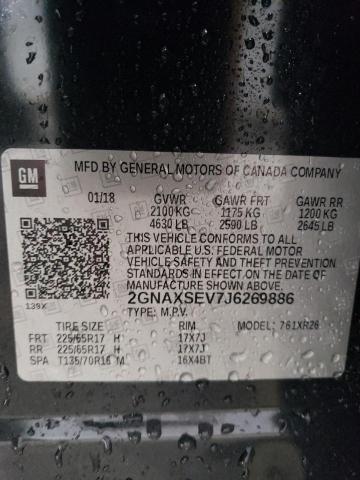 GM
MFD BY GENERAL MOTORS OF CANADA COMPANY
01/18 GVWR GAWR FRT GAWR RR
2100 KG 1175 KG 1200 KG
4630 LB 2590 LB 2645 LB
THIS VEHICLE CONFORMS TO ALL APPLICABLE U.S. FEDERAL MOTOR
VEHICLE SAFETY AND THEFT PREVENTION
STANDARDS IN EFFECT ON THE DATE OF
MANUFACTURE SHOWN ABOVE.
139X 2GNAXSEV7J6269886
TYPE: M.P.V. MODEL: 761XR26
TIRE SIZE RIM
FRT 225/65R17 H 17X7J
RR 225/65R17 H 17X7J
SPA T135/70R16 M 16X4BT